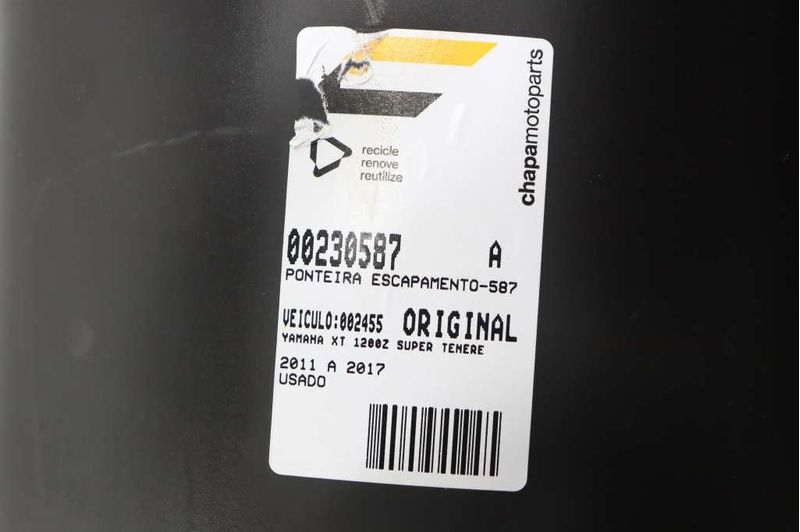 chapamotoparts
recicle
renove
reutilize
00230587 A
PONTEIRA ESCAPAMENTO-587
VEICULO:002455 ORIGINAL
YAMAHA XT 1200Z SUPER TENERE
2011 A 2017
USADO